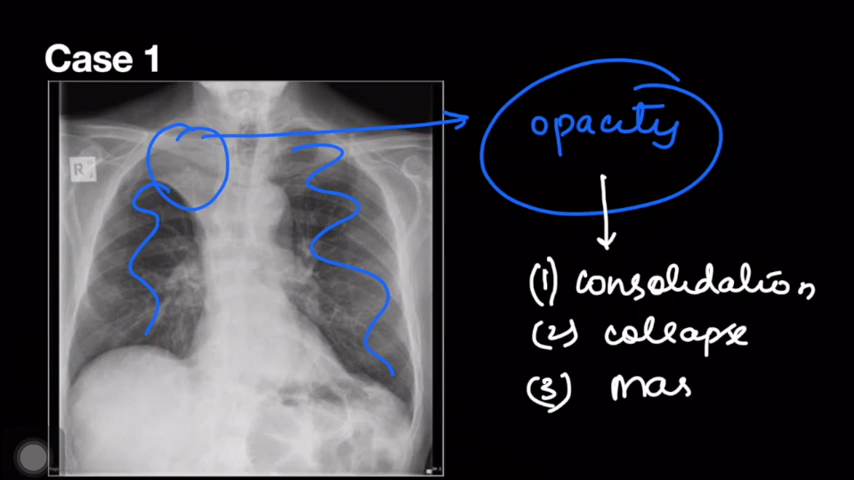 Case 1
R
opacity
(1) consolidation
(2) collapse
(3) mas